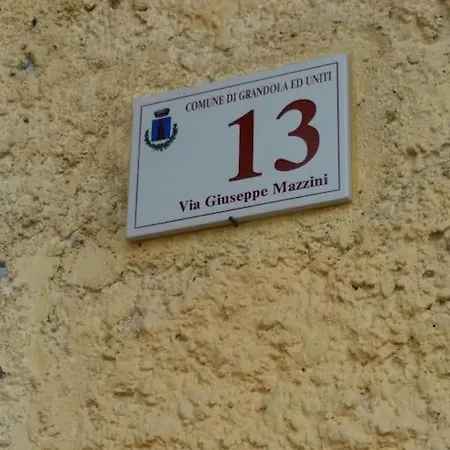 COMUNE DI GRANDOLA ED UNITI
13
Via Giuseppe Mazzini